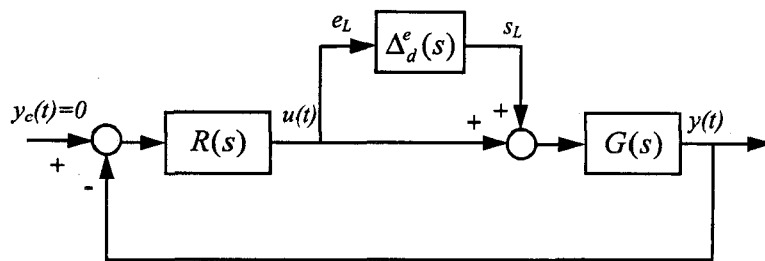 e_L
Δ_d^e(s)
s_L
y_c(t)=0
u(t)
y(t)
+
+
+
-
R(s)
G(s)